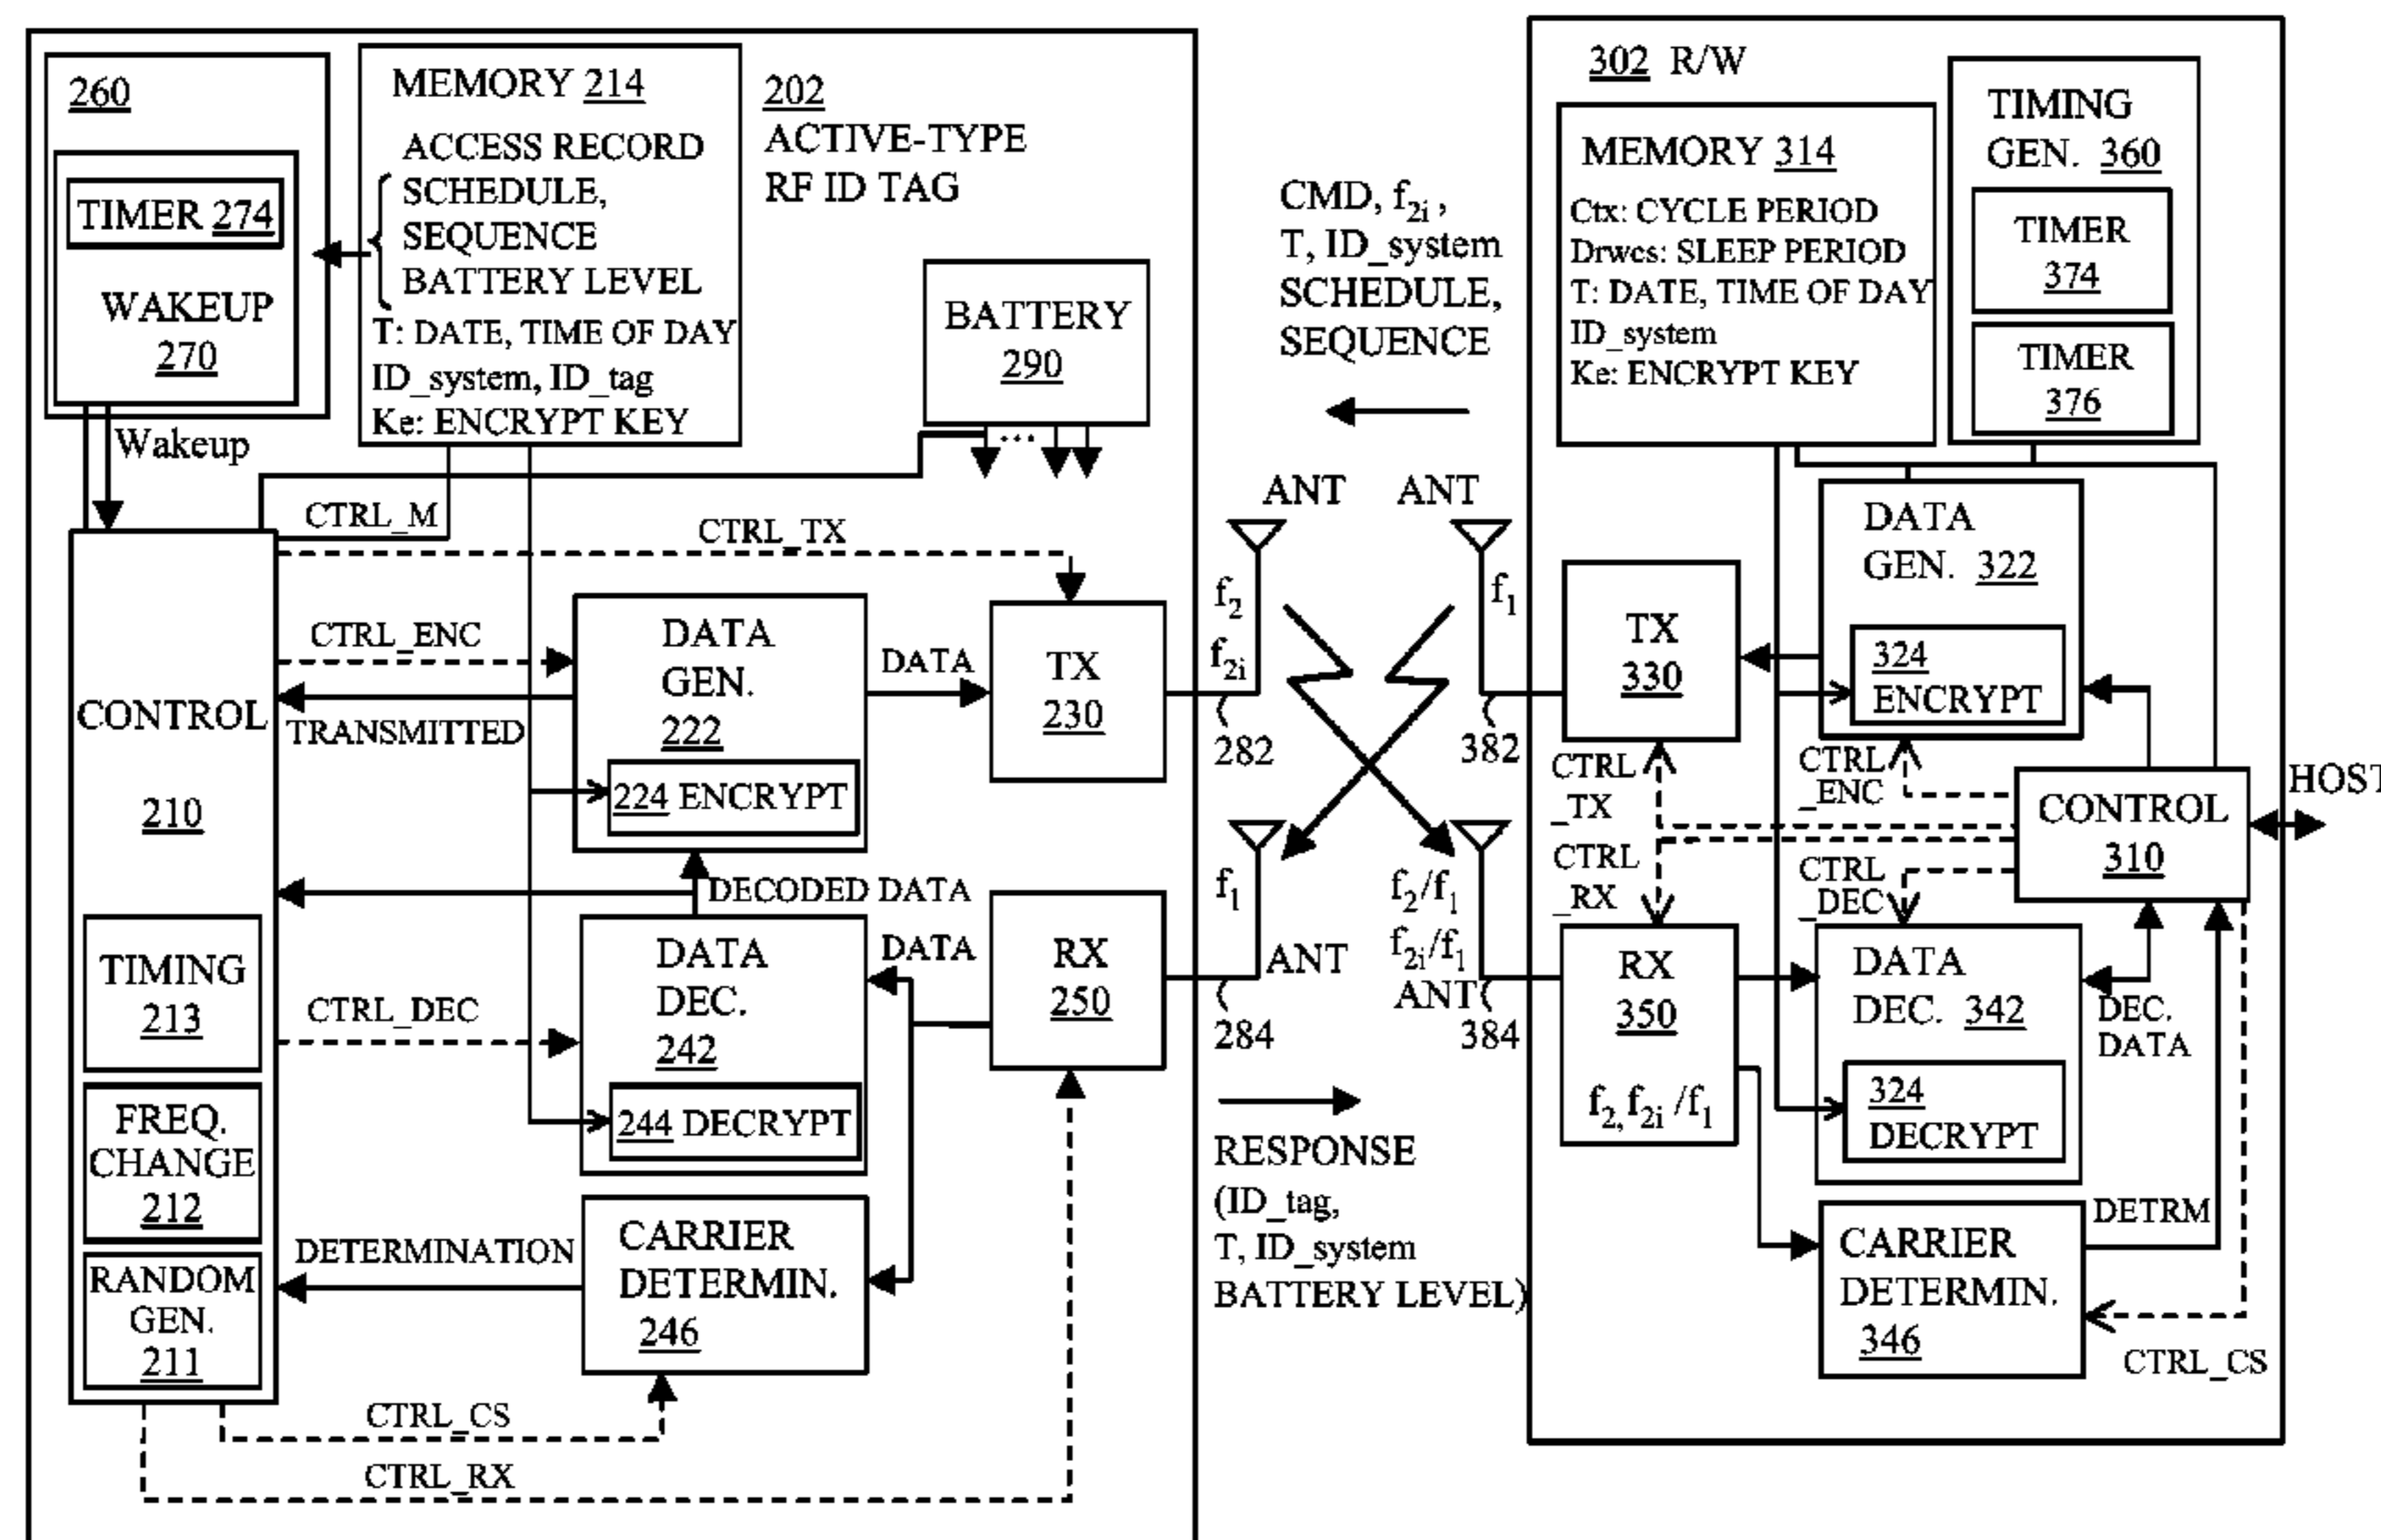 260
TIMER 274
WAKEUP
270
Wakeup
MEMORY 214
ACCESS RECORD
SCHEDULE,
SEQUENCE
BATTERY LEVEL
T: DATE, TIME OF DAY
ID_system, ID_tag
Ke: ENCRYPT KEY
202
ACTIVE-TYPE
RF ID TAG
BATTERY
290
...
CTRL_M
CTRL_TX
CONTROL
210
CTRL_ENC
TRANSMITTED
DATA
GEN.
222
224 ENCRYPT
DATA
TX
230
DECODED DATA
TIMING
213
FREQ.
CHANGE
212
RANDOM
GEN.
211
CTRL_DEC
DATA
DEC.
242
244 DECRYPT
DATA
RX
250
DETERMINATION
CARRIER
DETERMIN.
246
CTRL_CS
CTRL_RX
CMD, f2i ,
T, ID_system
SCHEDULE,
SEQUENCE
ANT
ANT
f2
f2i
282
f1
382
f1
ANT
284
f2/f1
f2i/f1
ANT
384
RESPONSE
(ID_tag,
T, ID_system
BATTERY LEVEL)
302 R/W
MEMORY 314
Ctx: CYCLE PERIOD
Drwcs: SLEEP PERIOD
T: DATE, TIME OF DAY
ID_system
Ke: ENCRYPT KEY
TIMING
GEN. 360
TIMER
374
TIMER
376
DATA
GEN. 322
324
ENCRYPT
TX
330
CTRL
_TX
CTRL
_ENC
CONTROL
310
HOST
CTRL
_RX
CTRL
_DEC
RX
350
f2, f2i /f1
DATA
DEC. 342
324
DECRYPT
DEC.
DATA
DETRM
CARRIER
DETERMIN.
346
CTRL_CS